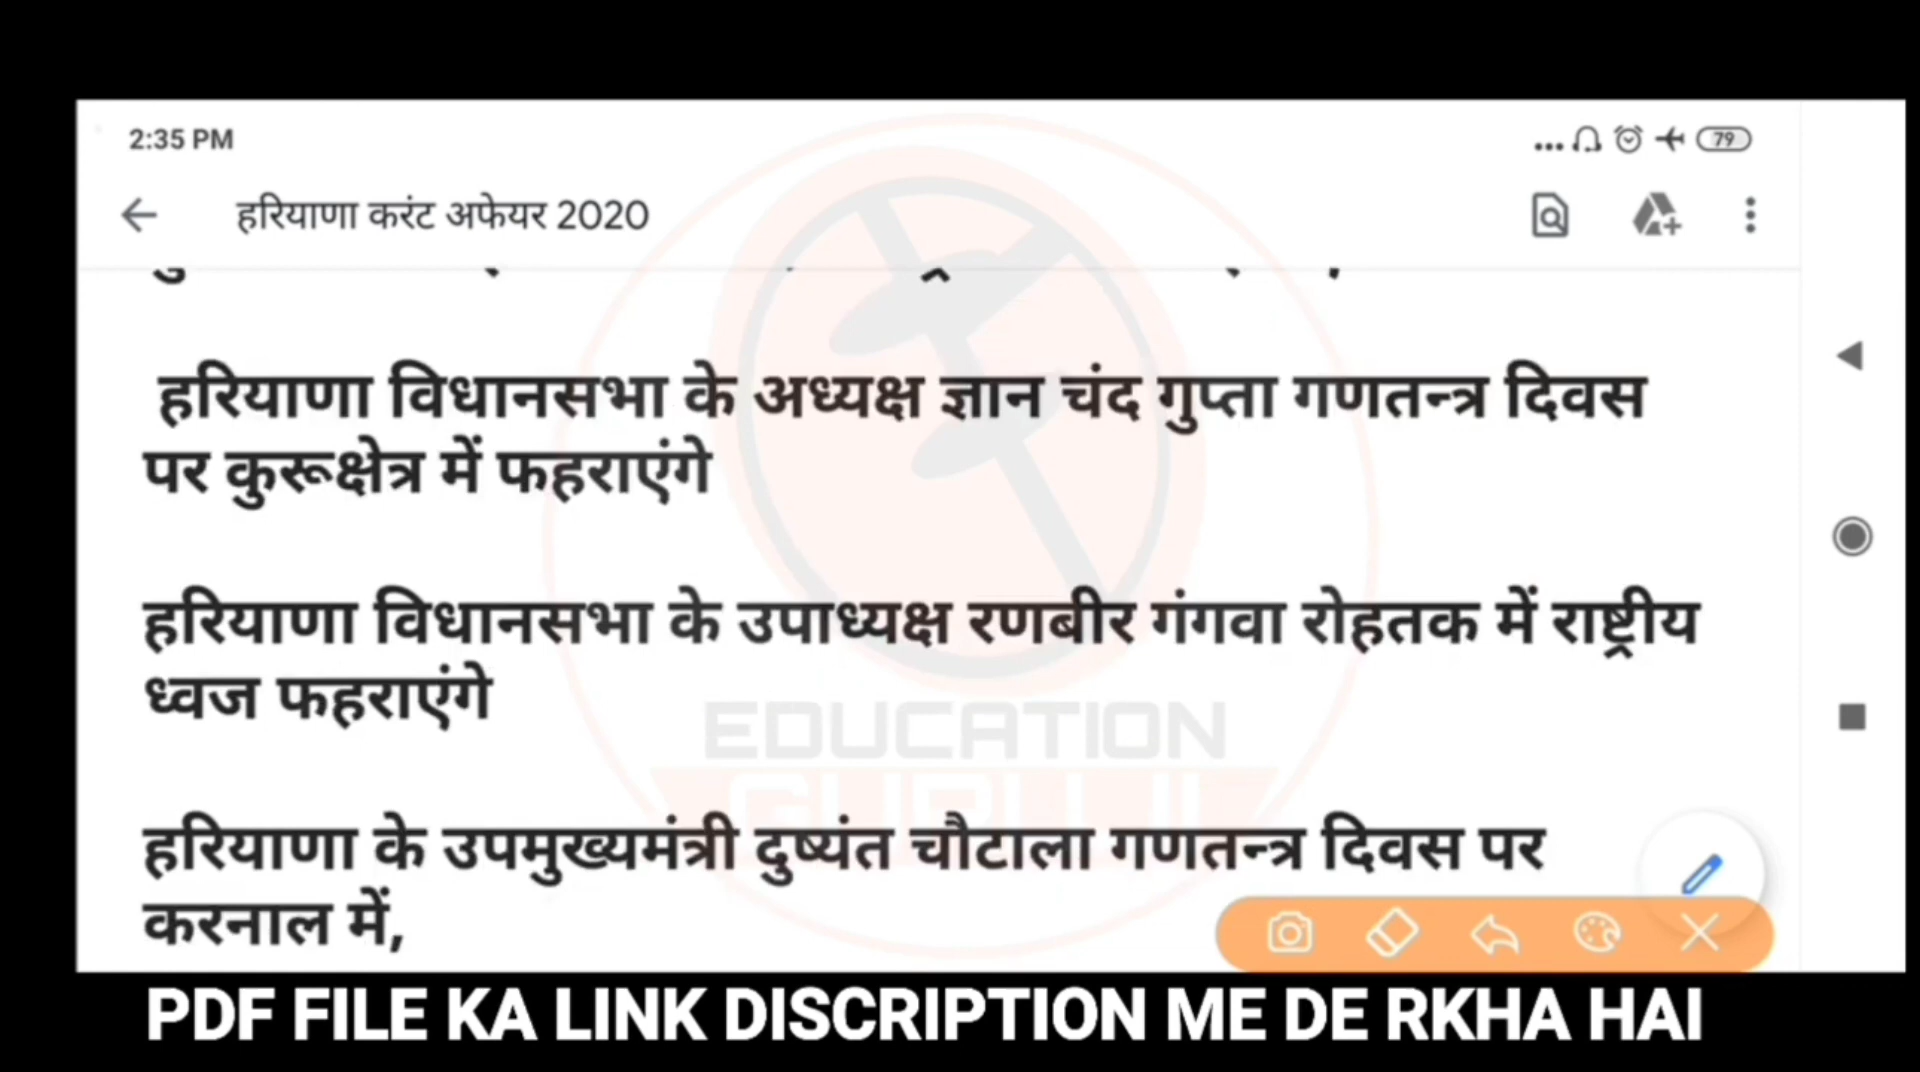 2:35 PM
79
हरियाणा करंट अफेयर 2020
हरियाणा विधानसभा के अध्यक्ष ज्ञान चंद गुप्ता गणतन्त्र दिवस
पर कुरूक्षेत्र में फहराएंगे
हरियाणा विधानसभा के उपाध्यक्ष रणबीर गंगवा रोहतक में राष्ट्रीय
ध्वज फहराएंगे
EDUCATION
हरियाणा के उपमुख्यमंत्री दुष्यंत चौटाला गणतन्त्र दिवस पर
करनाल में,
PDF FILE KA LINK DISCRIPTION ME DE RKHA HAI